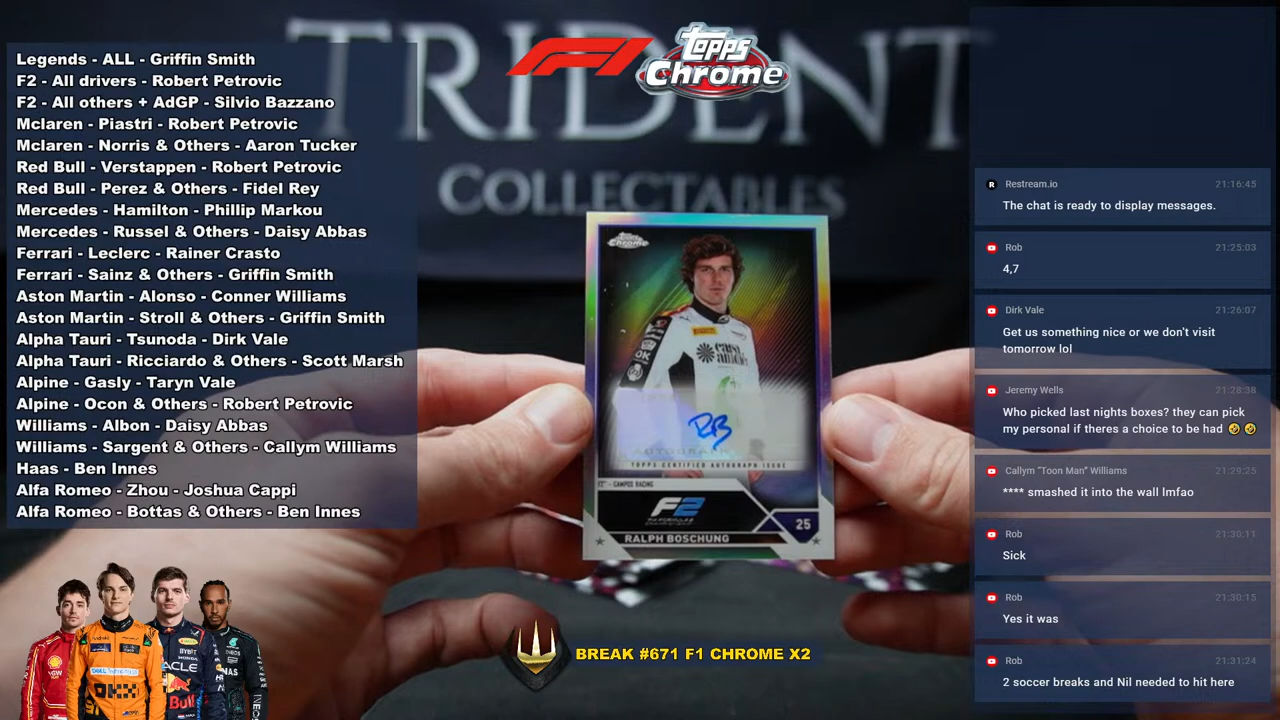 TRIDENT
COLLECTABLES
F1
Topps
Chrome
Legends - ALL - Griffin Smith
F2 - All drivers - Robert Petrovic
F2 - All others + AdGP - Silvio Bazzano
Mclaren - Piastri - Robert Petrovic
Mclaren - Norris & Others - Aaron Tucker
Red Bull - Verstappen - Robert Petrovic
Red Bull - Perez & Others - Fidel Rey
Mercedes - Hamilton - Phillip Markou
Mercedes - Russel & Others - Daisy Abbas
Ferrari - Leclerc - Rainer Crasto
Ferrari - Sainz & Others - Griffin Smith
Aston Martin - Alonso - Conner Williams
Aston Martin - Stroll & Others - Griffin Smith
Alpha Tauri - Tsunoda - Dirk Vale
Alpha Tauri - Ricciardo & Others - Scott Marsh
Alpine - Gasly - Taryn Vale
Alpine - Ocon & Others - Robert Petrovic
Williams - Albon - Daisy Abbas
Williams - Sargent & Others - Callym Williams
Haas - Ben Innes
Alfa Romeo - Zhou - Joshua Cappi
Alfa Romeo - Bottas & Others - Ben Innes
Topps
Chrome
OK
RB
AUTOGRAPH
TOPPS CERTIFIED AUTOGRAPH ISSUE
F2™ - CAMPOS RACING
F2
25
RALPH BOSCHUNG
BREAK #671 F1 CHROME X2
R Restream.io 21:16:45
The chat is ready to display messages.
Rob 21:25:03
4,7
Dirk Vale 21:26:07
Get us something nice or we don't visit
tomorrow lol
Jeremy Wells 21:28:38
Who picked last nights boxes? they can pick
my personal if theres a choice to be had 🤣 🤣
Callym “Toon Man” Williams 21:29:25
**** smashed it into the wall lmfao
Rob 21:30:11
Sick
Rob 21:30:15
Yes it was
Rob 21:31:24
2 soccer breaks and Nil needed to hit here